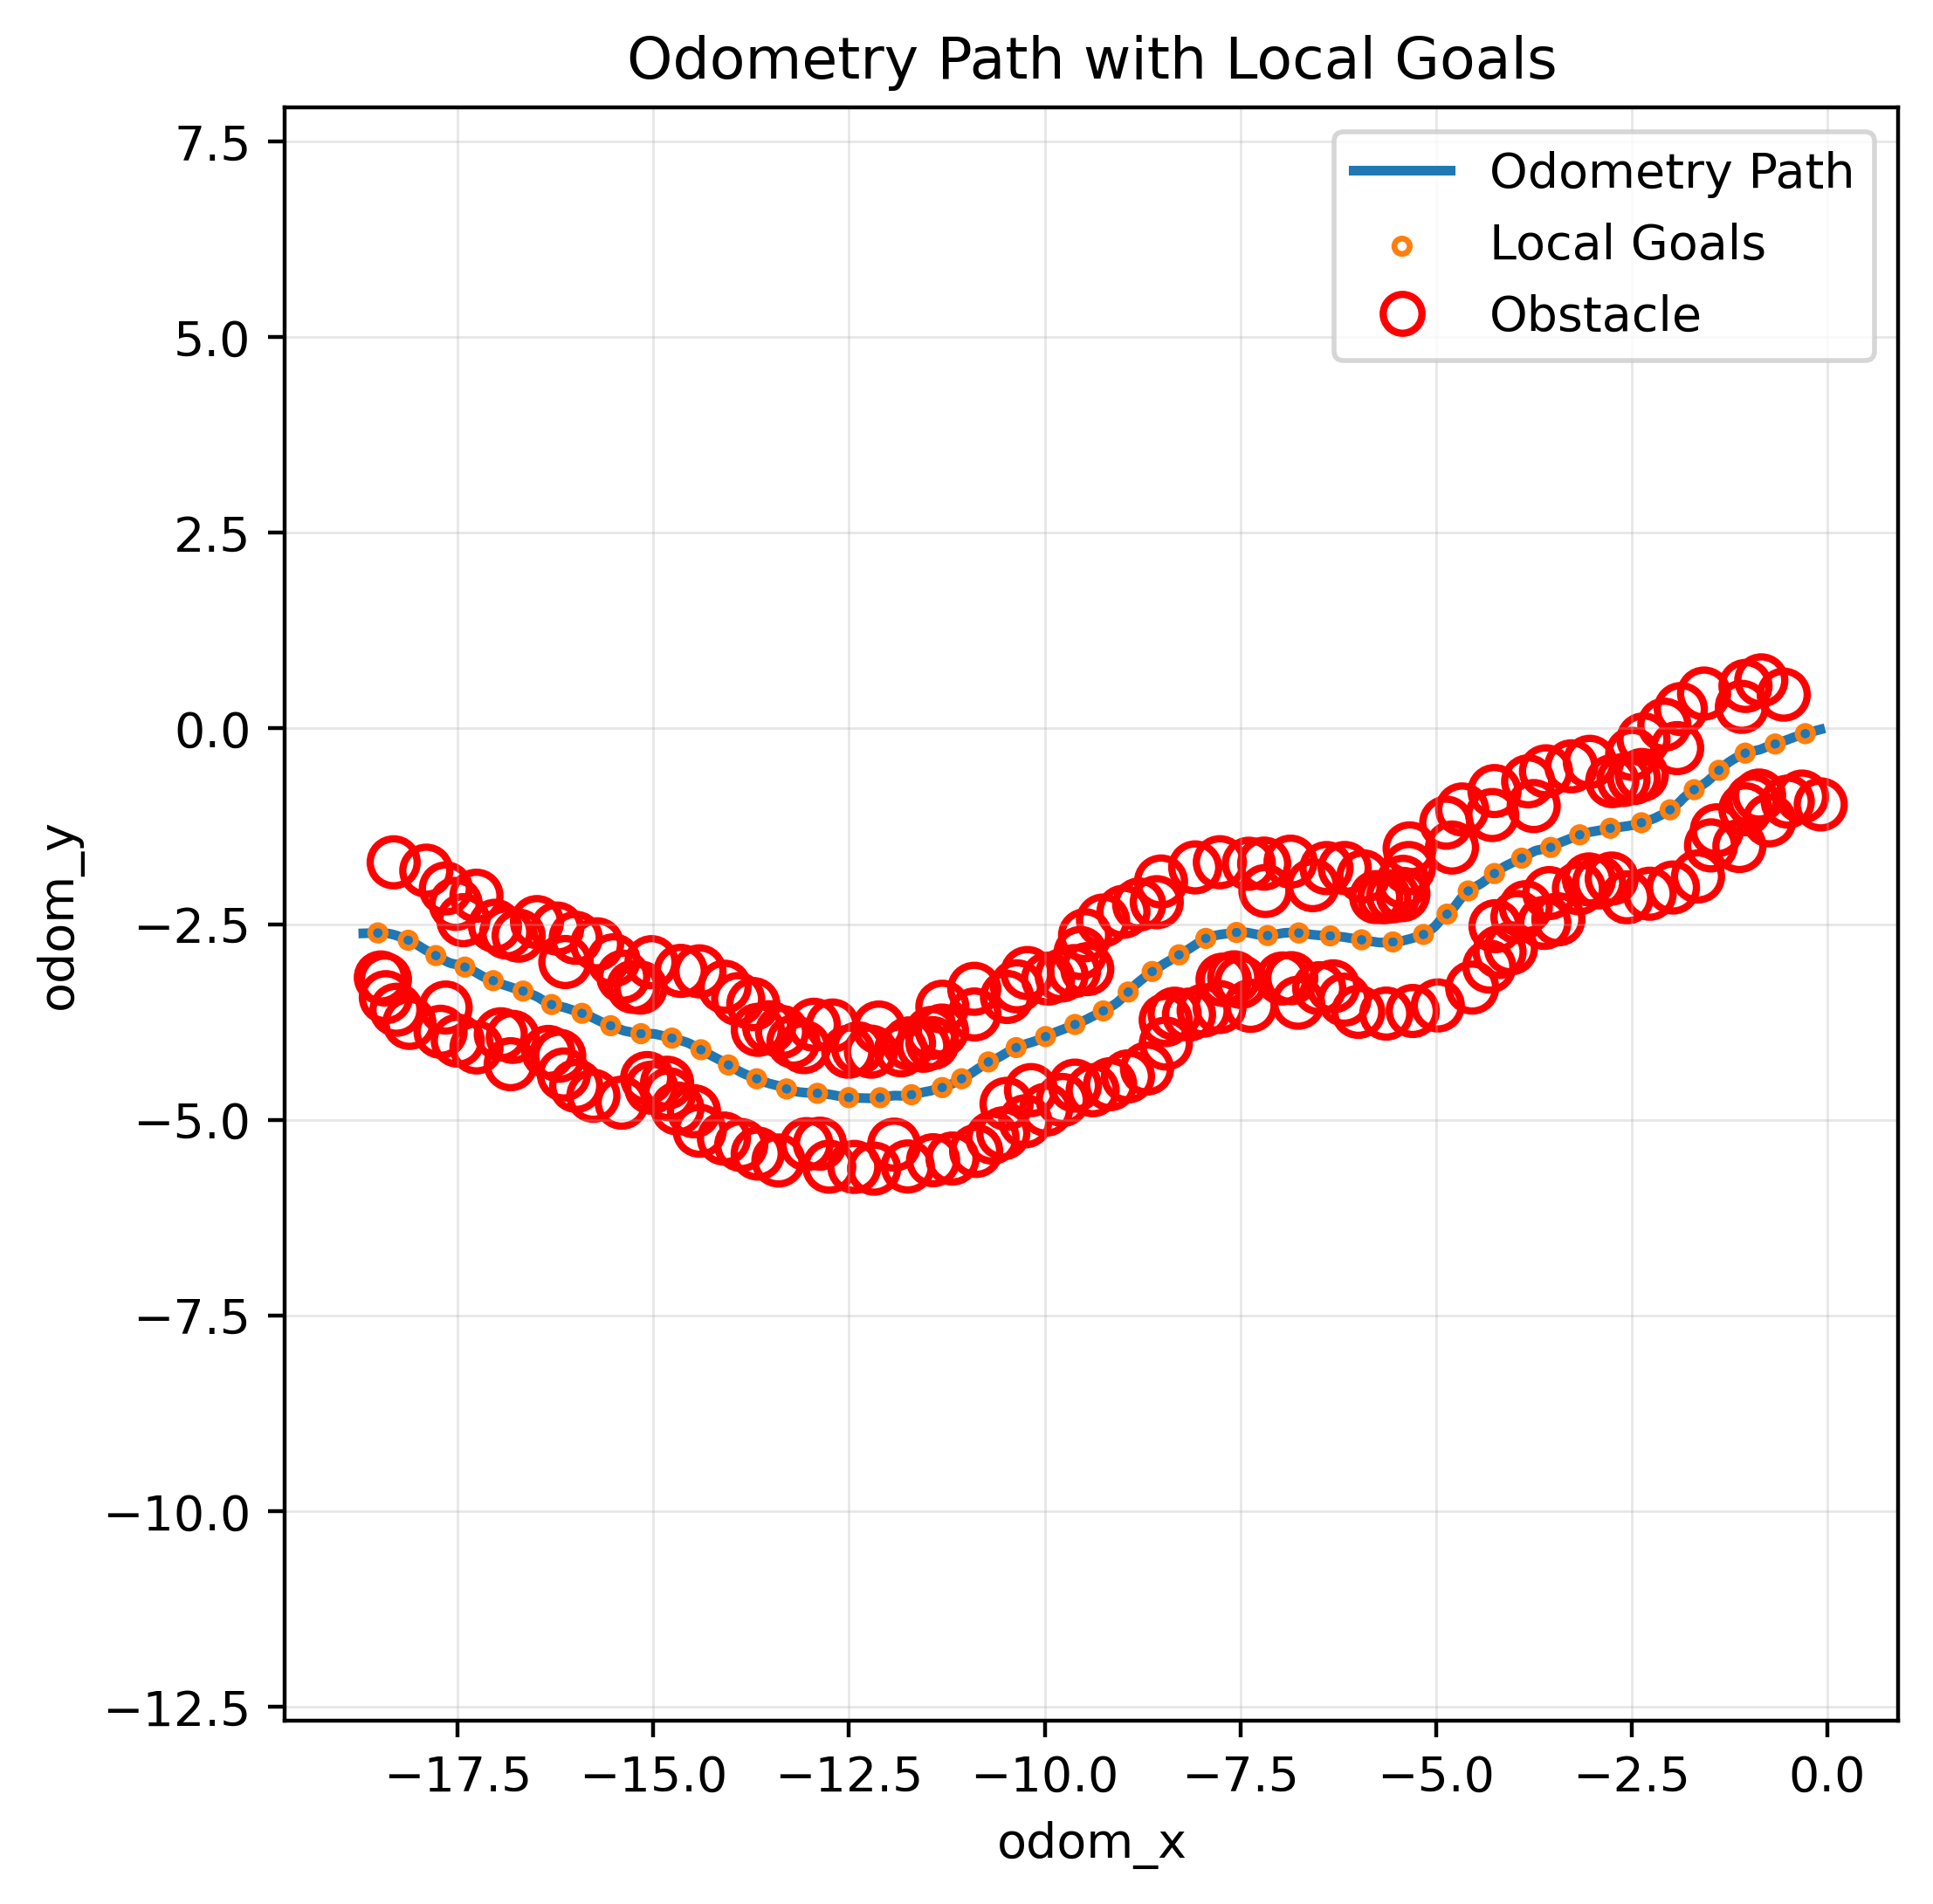 Odometry Path with Local Goals
Odometry Path
Local Goals
Obstacle
7.5
5.0
2.5
0.0
−2.5
−5.0
−7.5
−10.0
−12.5
odom_y
−17.5 −15.0 −12.5 −10.0 −7.5 −5.0 −2.5 0.0
odom_x